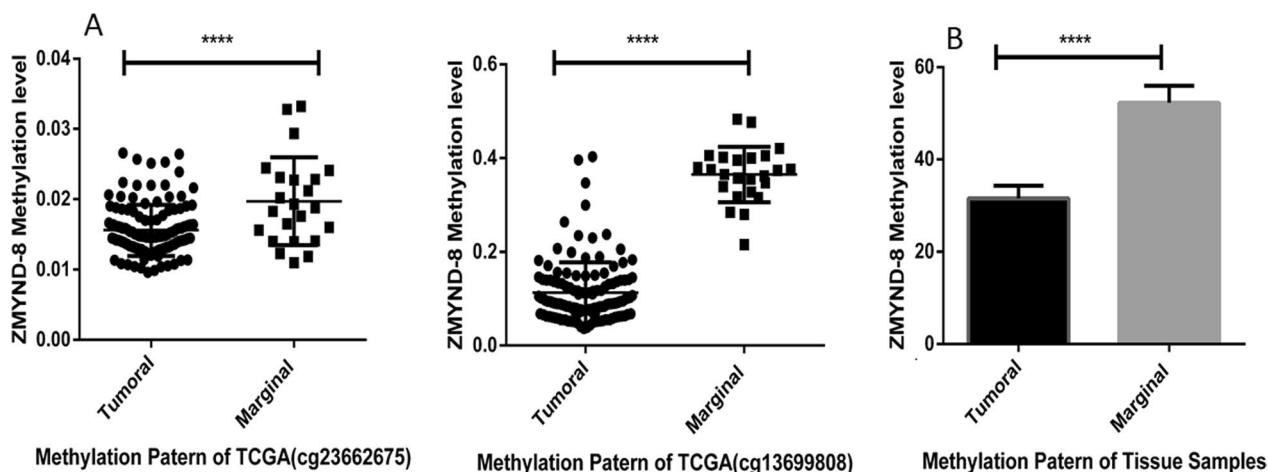 A
****
0.04
0.03
0.02
0.01
0.00
ZMYND-8 Methylation level
Tumoral
Marginal
Methylation Patern of TCGA(cg23662675)
****
0.6
0.4
0.2
0.0
ZMYND-8 Methylation level
Tumoral
Marginal
Methylation Patern of TCGA(cg13699808)
B
****
60
40
20
0
ZMYND-8 Methylation level
Tumoral
Marginal
Methylation Patern of Tissue Samples